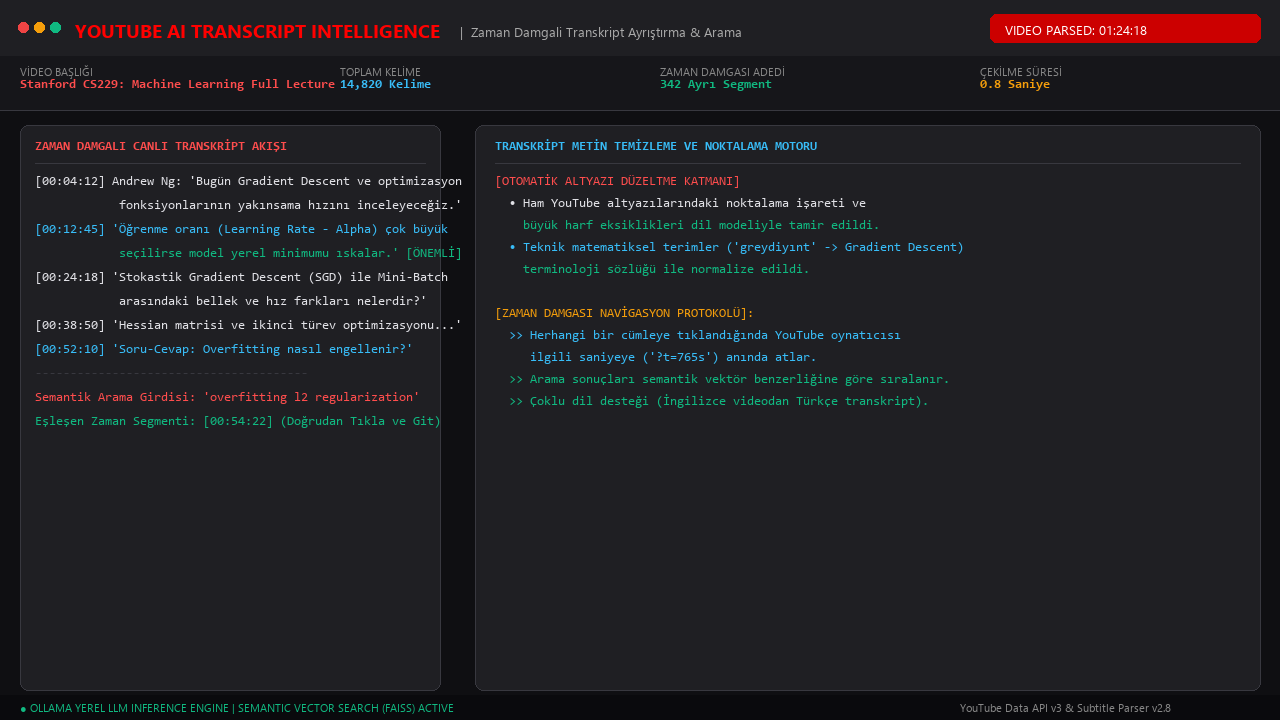 YOUTUBE AI TRANSCRIPT INTELLIGENCE | Zaman Damgali Transkript Ayrıştırma & Arama
VIDEO PARSED: 01:24:18
VİDEO BAŞLIĞI
Stanford CS229: Machine Learning Full Lecture
TOPLAM KELİME
14,820 Kelime
ZAMAN DAMGASI ADEDİ
342 Ayrı Segment
ÇEKİLME SÜRESİ
0.8 Saniye
ZAMAN DAMGALI CANLI TRANSKRİPT AKIŞI
[00:04:12] Andrew Ng: 'Bugün Gradient Descent ve optimizasyon
fonksiyonlarının yakınsama hızını inceleyeceğiz.'
[00:12:45] 'Öğrenme oranı (Learning Rate - Alpha) çok büyük
seçilirse model yerel minimumu ıskalar.' [ÖNEMLİ]
[00:24:18] 'Stokastik Gradient Descent (SGD) ile Mini-Batch
arasındaki bellek ve hız farkları nelerdir?'
[00:38:50] 'Hessian matrisi ve ikinci türev optimizasyonu...'
[00:52:10] 'Soru-Cevap: Overfitting nasıl engellenir?'
---------------------------------------
Semantik Arama Girdisi: 'overfitting l2 regularization'
Eşleşen Zaman Segmenti: [00:54:22] (Doğrudan Tıkla ve Git)
TRANSKRİPT METİN TEMİZLEME VE NOKTALAMA MOTORU
[OTOMATİK ALTYAZI DÜZELTME KATMANI]
• Ham YouTube altyazılarındaki noktalama işareti ve
büyük harf eksiklikleri dil modeliyle tamir edildi.
• Teknik matematiksel terimler ('greydiyınt' -> Gradient Descent)
terminoloji sözlüğü ile normalize edildi.
[ZAMAN DAMGASI NAVİGASYON PROTOKOLÜ]:
>> Herhangi bir cümleye tıklandığında YouTube oynatıcısı
ilgili saniyeye ('?t=765s') anında atlar.
>> Arama sonuçları semantik vektör benzerliğine göre sıralanır.
>> Çoklu dil desteği (İngilizce videodan Türkçe transkript).
● OLLAMA YEREL LLM INFERENCE ENGINE | SEMANTIC VECTOR SEARCH (FAISS) ACTIVE
YouTube Data API v3 & Subtitle Parser v2.8